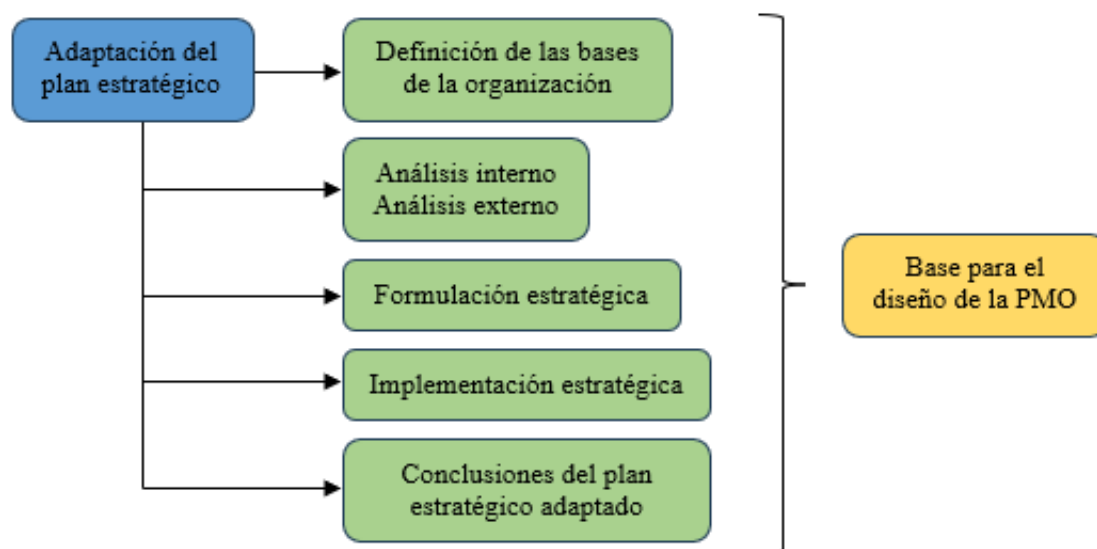 Adaptación del
plan estratégico
Definición de las bases
de la organización
Análisis interno
Análisis externo
Formulación estratégica
Implementación estratégica
Conclusiones del plan
estratégico adaptado
Base para el
diseño de la PMO